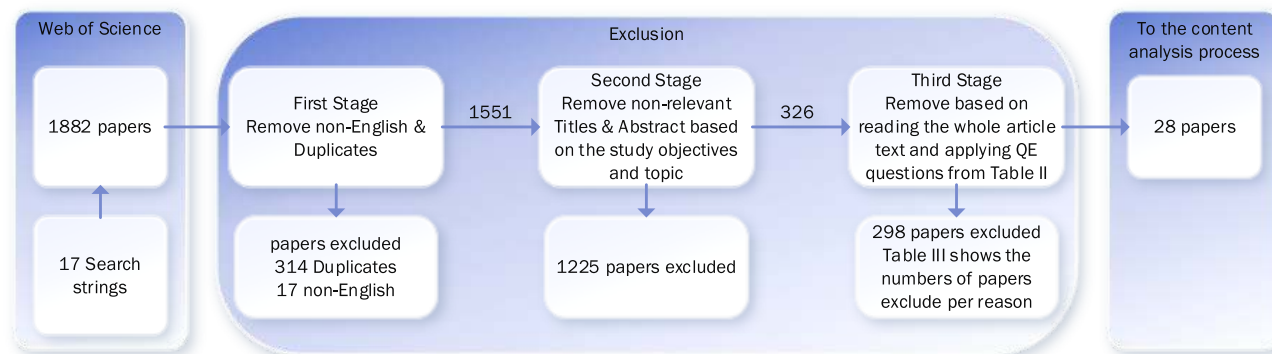 Web of Science
1882 papers
17 Search
strings
Exclusion
First Stage
Remove non-English &
Duplicates
papers excluded
314 Duplicates
17 non-English
1551
Second Stage
Remove non-relevant
Titles & Abstract based
on the study objectives
and topic
1225 papers excluded
326
Third Stage
Remove based on
reading the whole article
text and applying QE
questions from Table II
298 papers excluded
Table III shows the
numbers of papers
exclude per reason
To the content
analysis process
28 papers